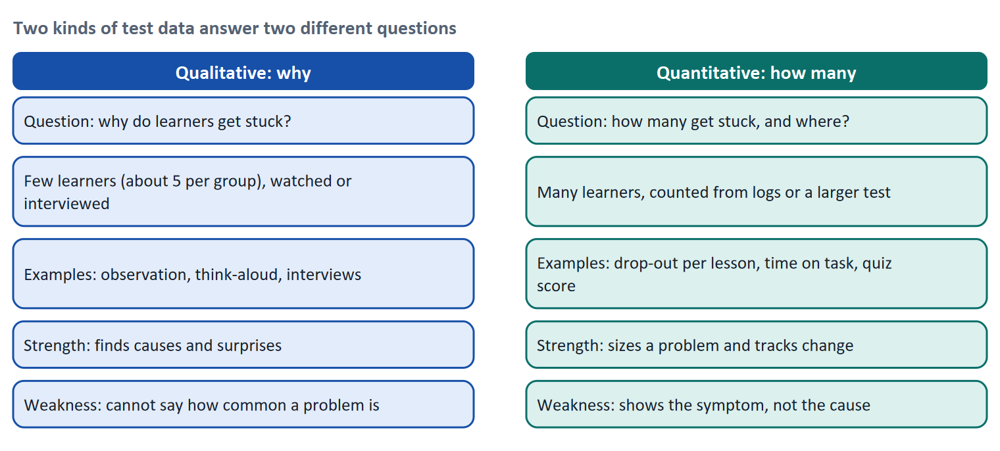 Two kinds of test data answer two different questions
Qualitative: why
Question: why do learners get stuck?
Few learners (about 5 per group), watched or
interviewed
Examples: observation, think-aloud, interviews
Strength: finds causes and surprises
Weakness: cannot say how common a problem is
Quantitative: how many
Question: how many get stuck, and where?
Many learners, counted from logs or a larger test
Examples: drop-out per lesson, time on task, quiz
score
Strength: sizes a problem and tracks change
Weakness: shows the symptom, not the cause